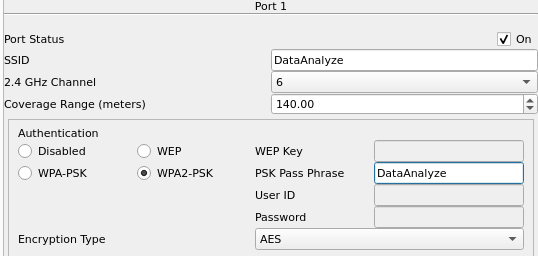 Port 1
Port Status On
SSID DataAnalyze
2.4 GHz Channel 6
Coverage Range (meters) 140.00
Authentication
Disabled WEP WEP Key
WPA-PSK WPA2-PSK PSK Pass Phrase DataAnalyze
User ID
Password
Encryption Type AES